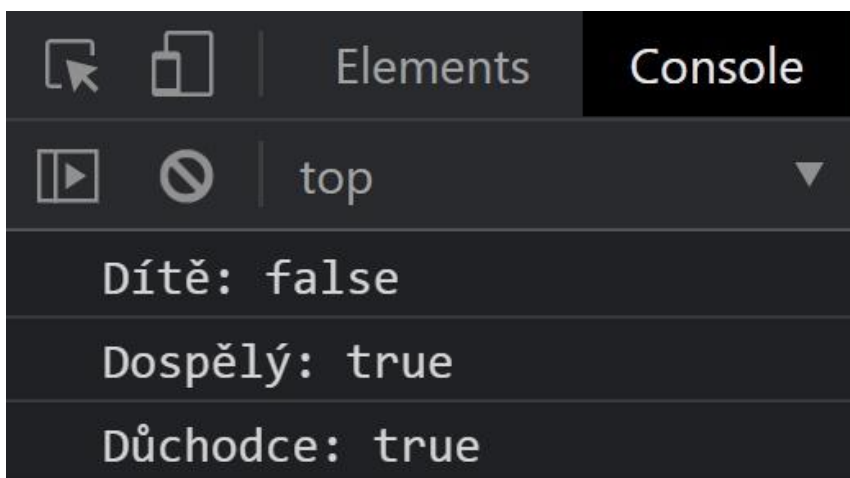 Elements Console
top
Dítě: false
Dospělý: true
Důchodce: true